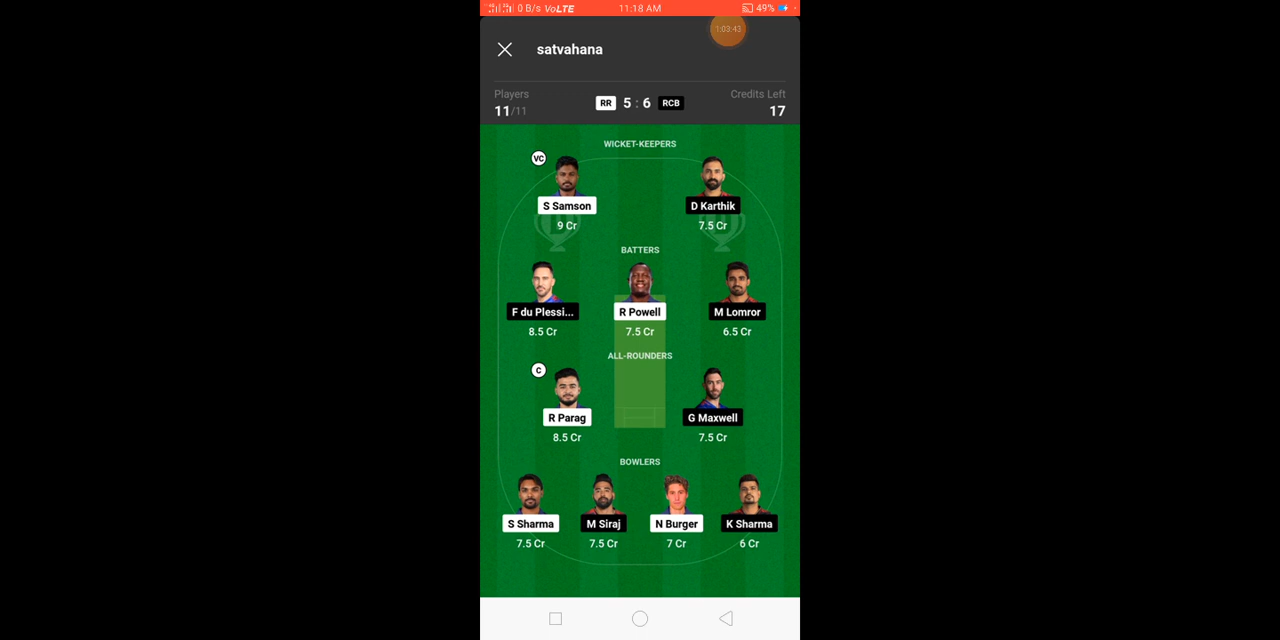 0 B/s VoLTE 11:18 AM 49%
1:03:43
satvahana
Players Credits Left
11/11 RR 5 : 6 RCB 17
WICKET-KEEPERS
VC
S Samson D Karthik
9 Cr 7.5 Cr
BATTERS
F du Plessi... R Powell M Lomror
8.5 Cr 7.5 Cr 6.5 Cr
ALL-ROUNDERS
C
R Parag G Maxwell
8.5 Cr 7.5 Cr
BOWLERS
S Sharma M Siraj N Burger K Sharma
7.5 Cr 7.5 Cr 7 Cr 6 Cr